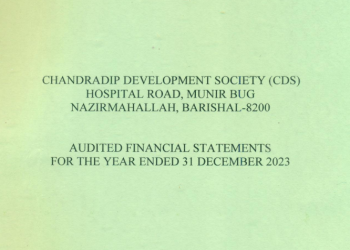 CHANDRADIP DEVELOPMENT SOCIETY (CDS)
HOSPITAL ROAD, MUNIR BUG
NAZIRMAHALLAH, BARISHAL-8200
AUDITED FINANCIAL STATEMENTS
FOR THE YEAR ENDED 31 DECEMBER 2023